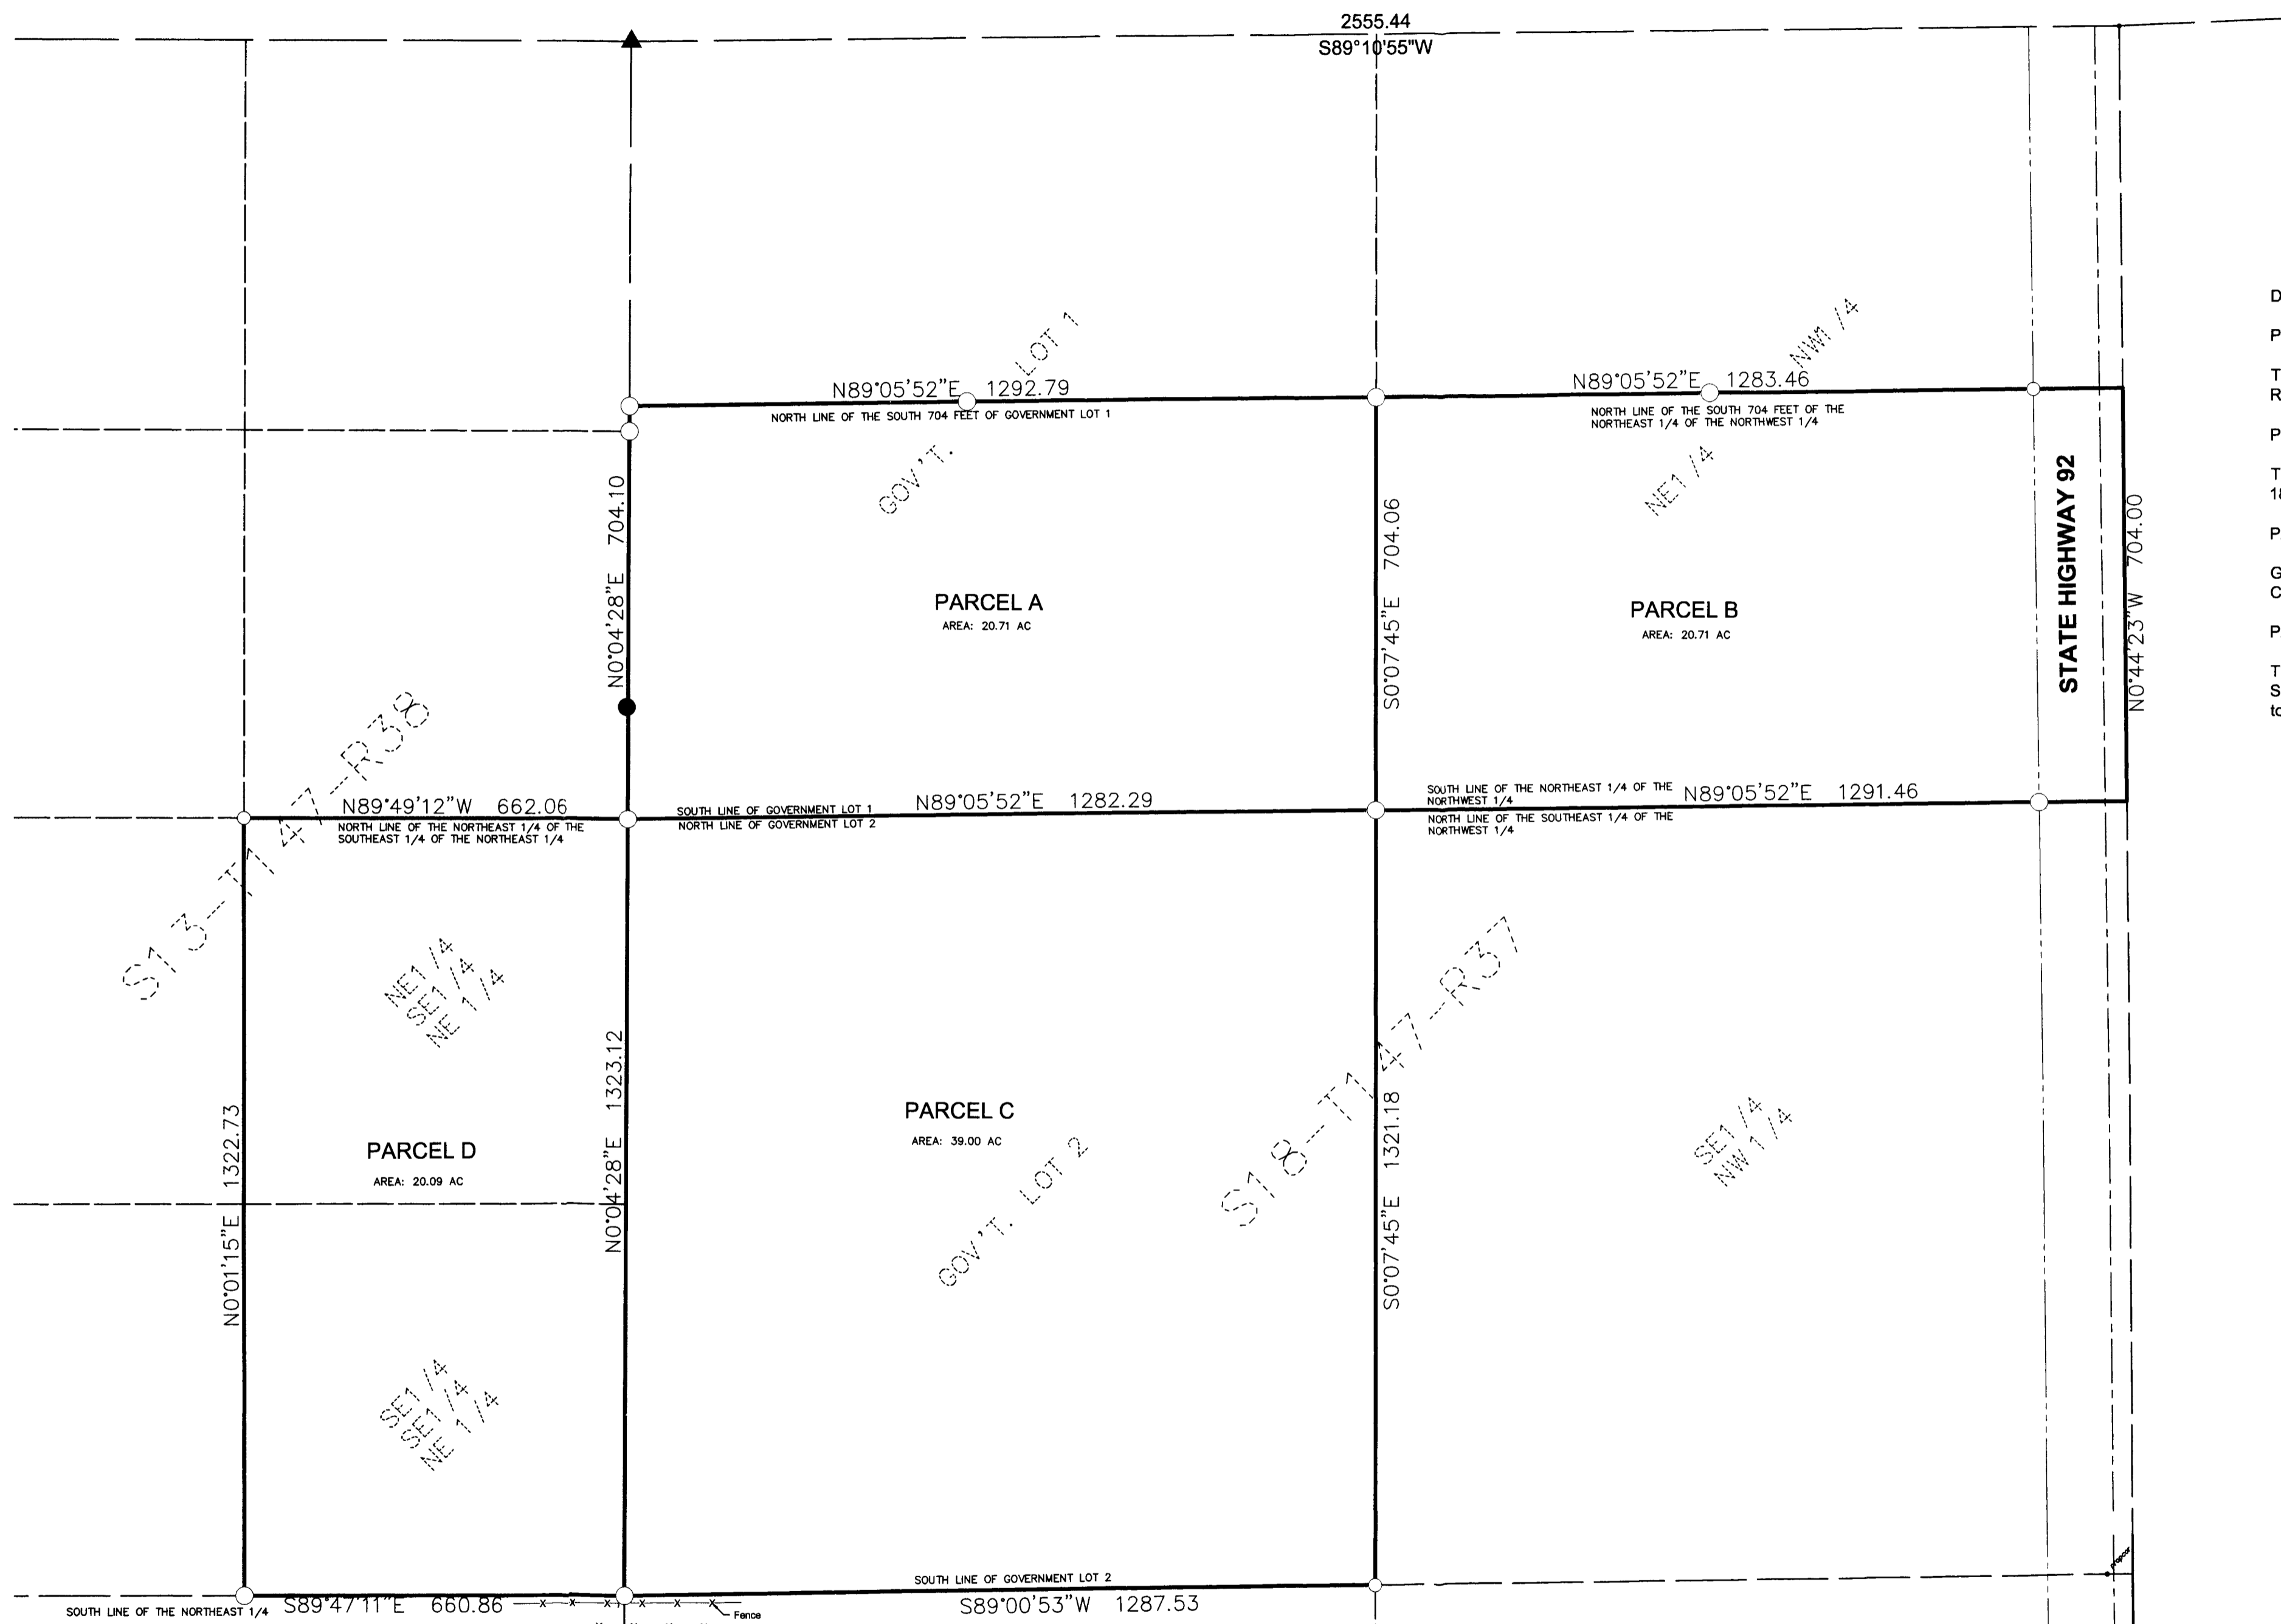 2555.44
S89°10'55"W
LOT 1
NW1/4
N89°05'52"E 1292.79
NORTH LINE OF THE SOUTH 704 FEET OF GOVERNMENT LOT 1
N89°05'52"E 1283.46
NORTH LINE OF THE SOUTH 704 FEET OF THE
NORTHEAST 1/4 OF THE NORTHWEST 1/4
GOV'T.
NE1/4
N0°04'28"E 704.10
S0°07'45"E 704.06
STATE HIGHWAY 92
N0°44'23"W 704.00
PARCEL A
AREA: 20.71 AC
PARCEL B
AREA: 20.71 AC
S13-T147-R38
N89°49'12"W 662.06
NORTH LINE OF THE NORTHEAST 1/4 OF THE
SOUTHEAST 1/4 OF THE NORTHEAST 1/4
SOUTH LINE OF GOVERNMENT LOT 1
NORTH LINE OF GOVERNMENT LOT 2
N89°05'52"E 1282.29
SOUTH LINE OF THE NORTHEAST 1/4 OF THE
NORTHWEST 1/4
N89°05'52"E 1291.46
NORTH LINE OF THE SOUTHEAST 1/4 OF THE
NORTHWEST 1/4
NE1/4
SE1/4
NE 1/4
S18-T147-R37
N0°01'15"E 1322.73
PARCEL D
AREA: 20.09 AC
N0°04'28"E 1323.12
PARCEL C
AREA: 39.00 AC
GOV'T. LOT 2
S0°07'45"E 1321.18
SE1/4
NW 1/4
SE1/4
SE1/4
NE 1/4
SOUTH LINE OF THE NORTHEAST 1/4
S89°47'11"E 660.86
Fence
SOUTH LINE OF GOVERNMENT LOT 2
S89°00'53"W 1287.53
D
P
T
R
P
T
18
P
G
C
P
T
S
to